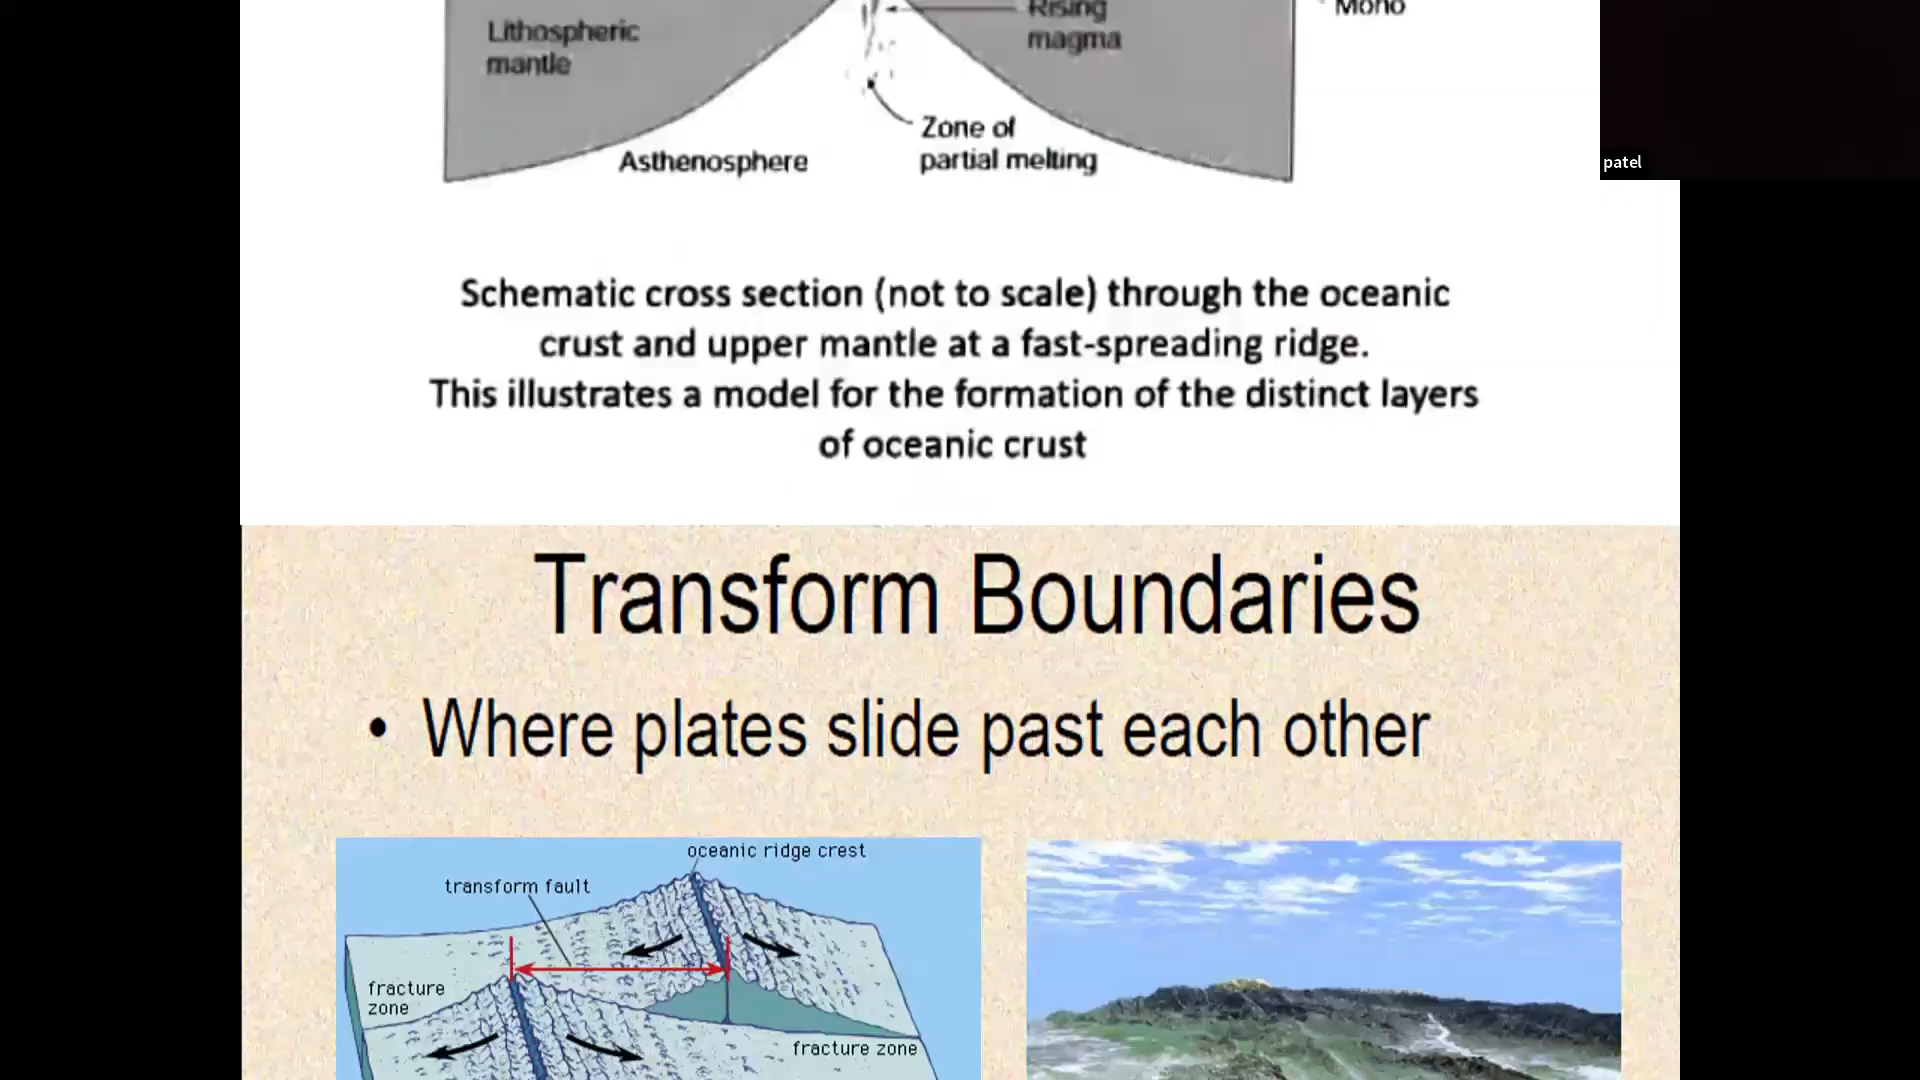 Rising
magma
Moho
Lithospheric
mantle
Zone of
partial melting
Asthenosphere
patel
Schematic cross section (not to scale) through the oceanic
crust and upper mantle at a fast-spreading ridge.
This illustrates a model for the formation of the distinct layers
of oceanic crust
Transform Boundaries
• Where plates slide past each other
oceanic ridge crest
transform fault
fracture
zone
fracture zone